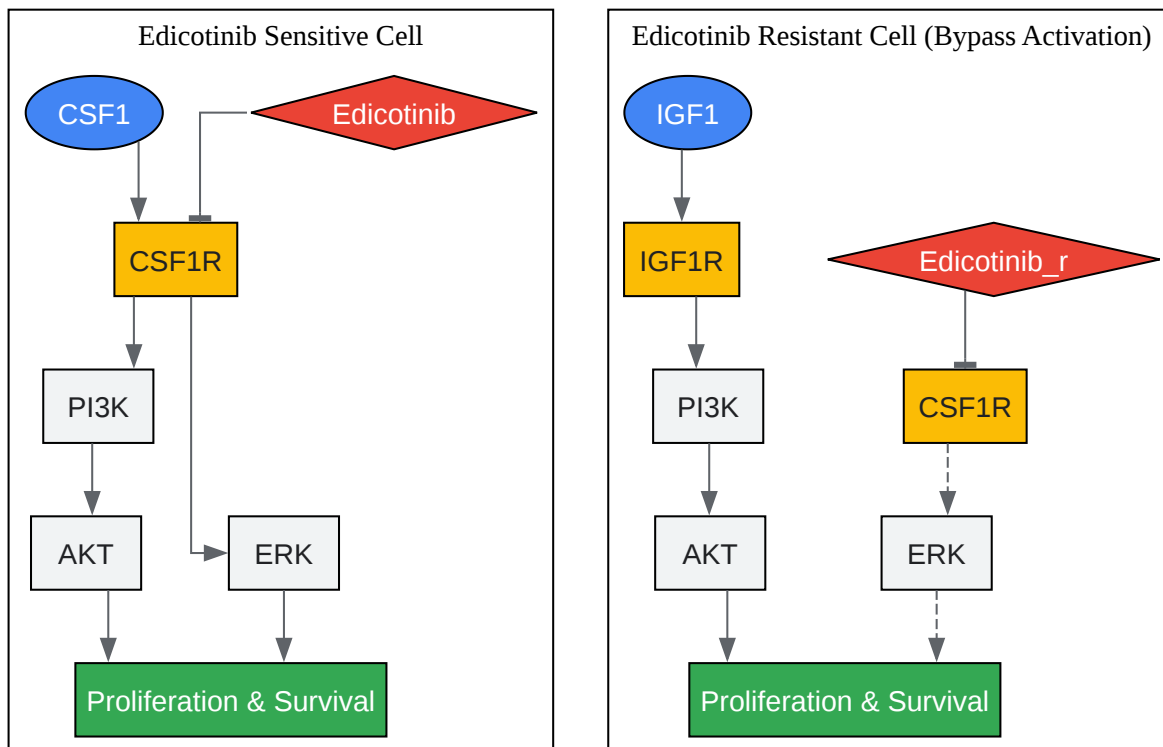 Edicotinib Sensitive Cell
CSF1
Edicotinib
CSF1R
PI3K
AKT
ERK
Proliferation & Survival
Edicotinib Resistant Cell (Bypass Activation)
IGF1
IGF1R
Edicotinib_r
PI3K
CSF1R
AKT
ERK
Proliferation & Survival